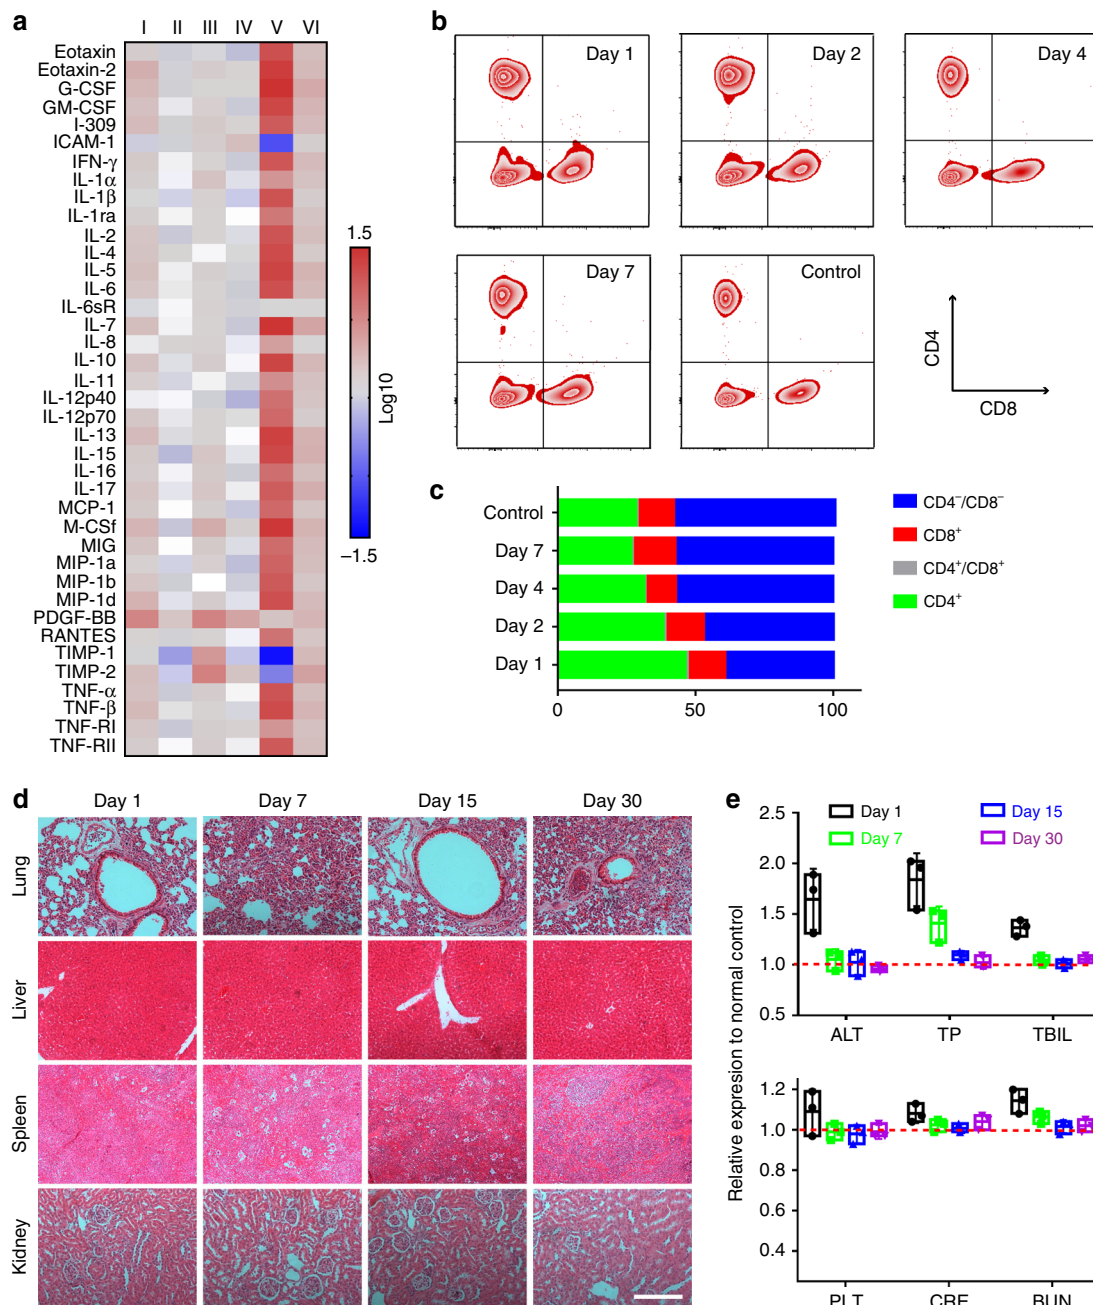 a
I II III IV V VI
Eotaxin
Eotaxin-2
G-CSF
GM-CSF
I-309
ICAM-1
IFN-γ
IL-1α
IL-1β
IL-1ra
IL-2
IL-4
IL-5
IL-6
IL-6sR
IL-7
IL-8
IL-10
IL-11
IL-12p40
IL-12p70
IL-13
IL-15
IL-16
IL-17
MCP-1
M-CSf
MIG
MIP-1a
MIP-1b
MIP-1d
PDGF-BB
RANTES
TIMP-1
TIMP-2
TNF-α
TNF-β
TNF-RI
TNF-RII
1.5
Log10
−1.5
b
Day 1
Day 2
Day 4
Day 7
Control
CD4
CD8
c
Control
Day 7
Day 4
Day 2
Day 1
0 50 100
CD4⁻/CD8⁻
CD8⁺
CD4⁺/CD8⁺
CD4⁺
d
Day 1 Day 7 Day 15 Day 30
Lung
Liver
Spleen
Kidney
e
Relative expresion to normal control
2.5
2.0
1.5
1.0
0.5
Day 1 Day 15
Day 7 Day 30
ALT TP TBIL
1.2
1.0
0.8
0.6
0.4
PLT CRE BUN